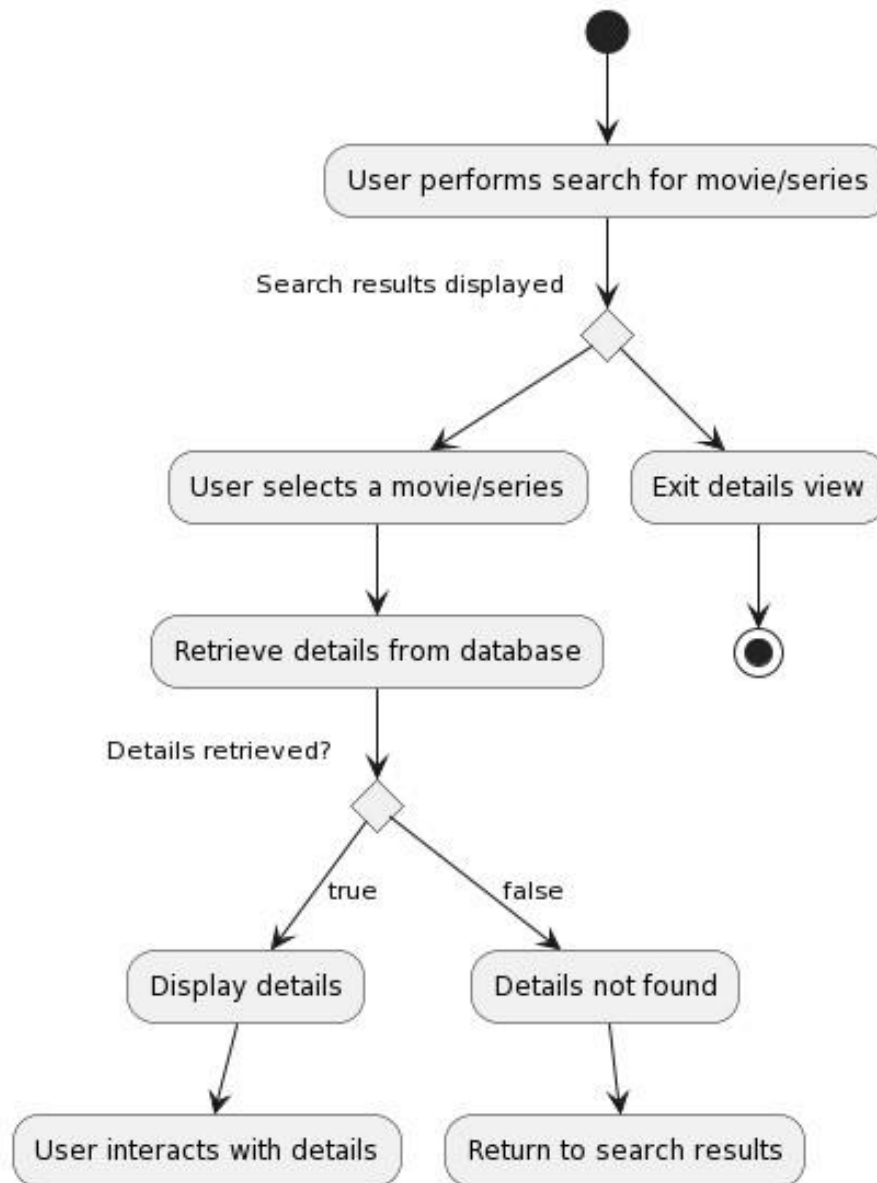 User performs search for movie/series
Search results displayed
User selects a movie/series
Exit details view
Retrieve details from database
Details retrieved?
true
false
Display details
Details not found
User interacts with details
Return to search results